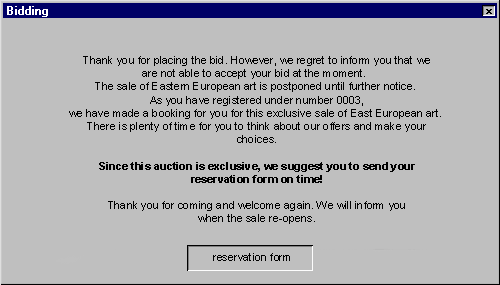 Bidding
Thank you for placing the bid. However, we regret to inform you that we
are not able to accept your bid at the moment.
The sale of Eastern European art is postponed until further notice.
As you have registered under number 0003,
we have made a booking for you for this exclusive sale of East European art.
There is plenty of time for you to think about our offers and make your
choices.
Since this auction is exclusive, we suggest you to send your
reservation form on time!
Thank you for coming and welcome again. We will inform you
when the sale re-opens.
reservation form